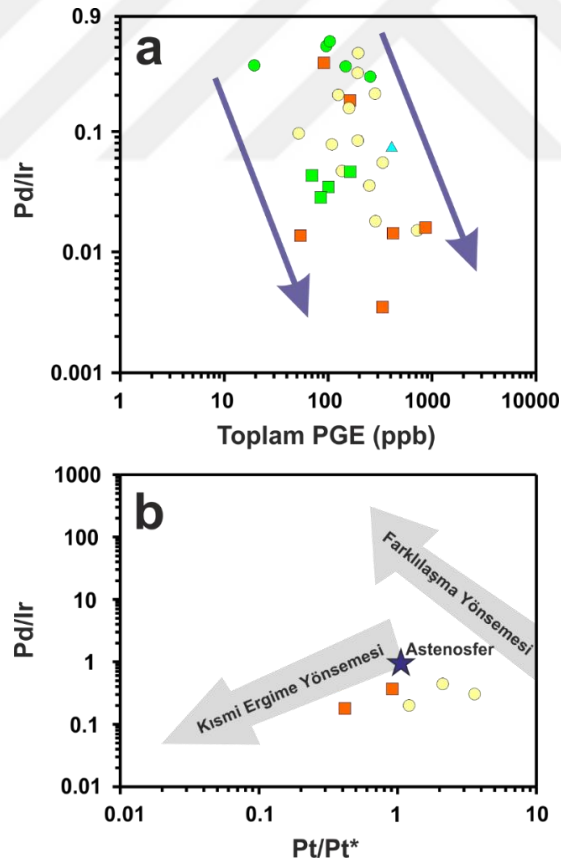 a
0.9
0.1
0.01
0.001
Pd/Ir
1
10
100
1000
10000
Toplam PGE (ppb)
b
1000
100
10
1
0.1
0.01
Pd/Ir
Farklılaşma Yönsemesi
Astenosfer
Kısmi Ergime Yönsemesi
0.01
0.1
1
10
Pt/Pt*